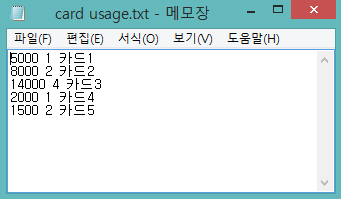 card usage.txt - 메모장
파일(F) 편집(E) 서식(O) 보기(V) 도움말(H)
5000 1 카드1
8000 2 카드2
14000 4 카드3
2000 1 카드4
1500 2 카드5